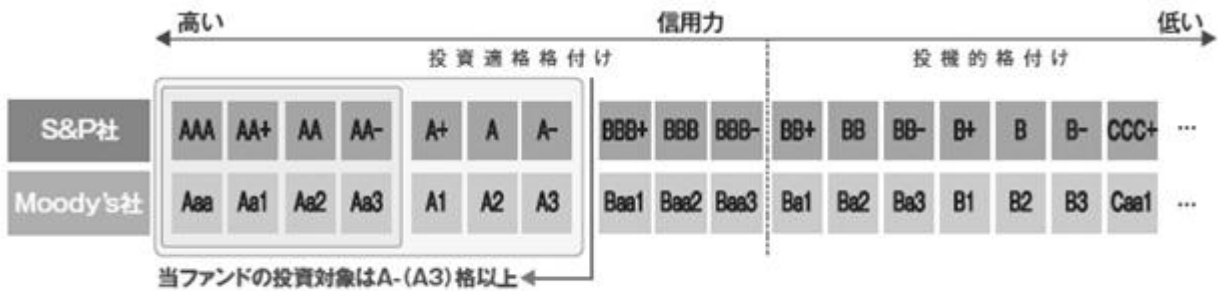 高い 信用力 低い
投資適格格付け 投機的格付け
S&P社 AAA AA+ AA AA- A+ A A- BBB+ BBB BBB- BB+ BB BB- B+ B B- CCC+ …
Moody's社 Aaa Aa1 Aa2 Aa3 A1 A2 A3 Baa1 Baa2 Baa3 Ba1 Ba2 Ba3 B1 B2 B3 Caa1 …
当ファンドの投資対象はA-(A3)格以上